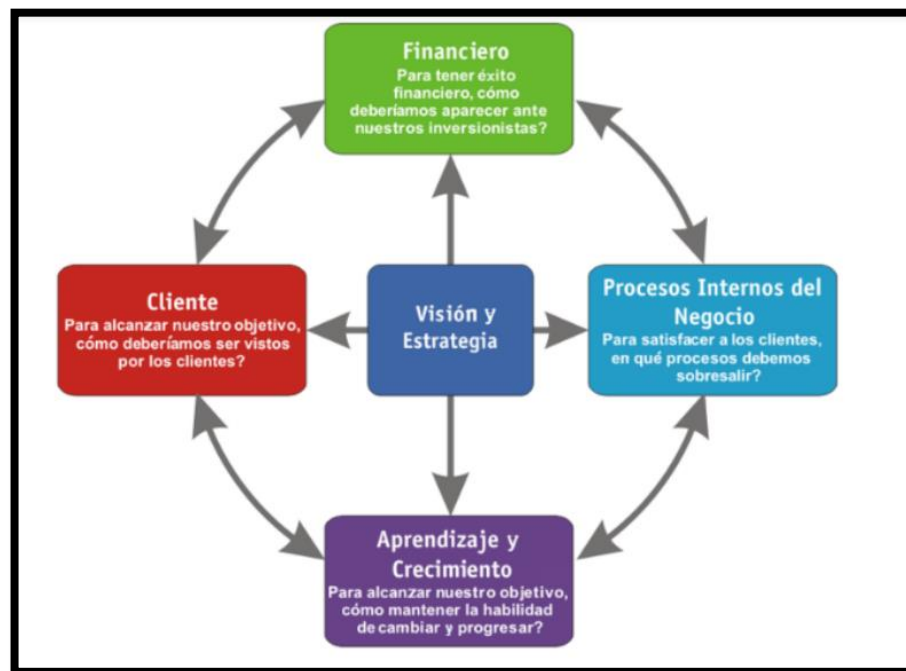 Financiero
Para tener éxito
financiero, cómo
deberíamos aparecer ante
nuestros inversionistas?
Cliente
Para alcanzar nuestro objetivo,
cómo deberíamos ser vistos
por los clientes?
Visión y
Estrategia
Procesos Internos del
Negocio
Para satisfacer a los clientes,
en qué procesos debemos
sobresalir?
Aprendizaje y
Crecimiento
Para alcanzar nuestro objetivo,
cómo mantener la habilidad
de cambiar y progresar?